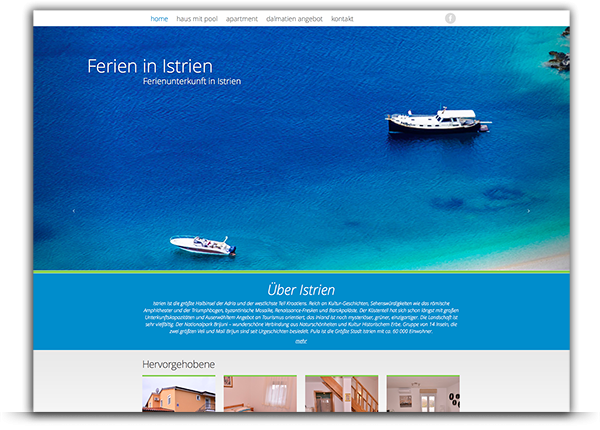 home haus mit pool apartment dalmatien angebot kontakt f
Ferien in Istrien
Ferienunterkunft in Istrien
Über Istrien
Istrien ist die größte Halbinsel der Adria und der westlichste Teil Kroatiens. Reich an Kultur-Geschichten, Sehenswürdigkeiten wie das römische
Amphitheater und der Triumphbogen, byzantinische Mosaike, Renaissance-Fresken und Barockpaläste. Der Küstenteil hat sich schon längst mit großen
Unterkunftskapazitäten und Auserwähltem Angebot an Tourismus orientiert, das Inland ist noch mysteriöser, grüner, einzigartiger. Die Landschaft ist
sehr vielfältig. Der Nationalpark Brijuni – wunderschöne Verbindung aus Naturschönheiten und Kultur Historischem Erbe. Gruppe von 14 Inseln, die
zwei größten Veli und Mali Brijun sind seit Urgeschichten besiedelt. Pula ist die Größte Stadt Istrien mit ca. 60 000 Einwohner.
mehr
Hervorgehobene